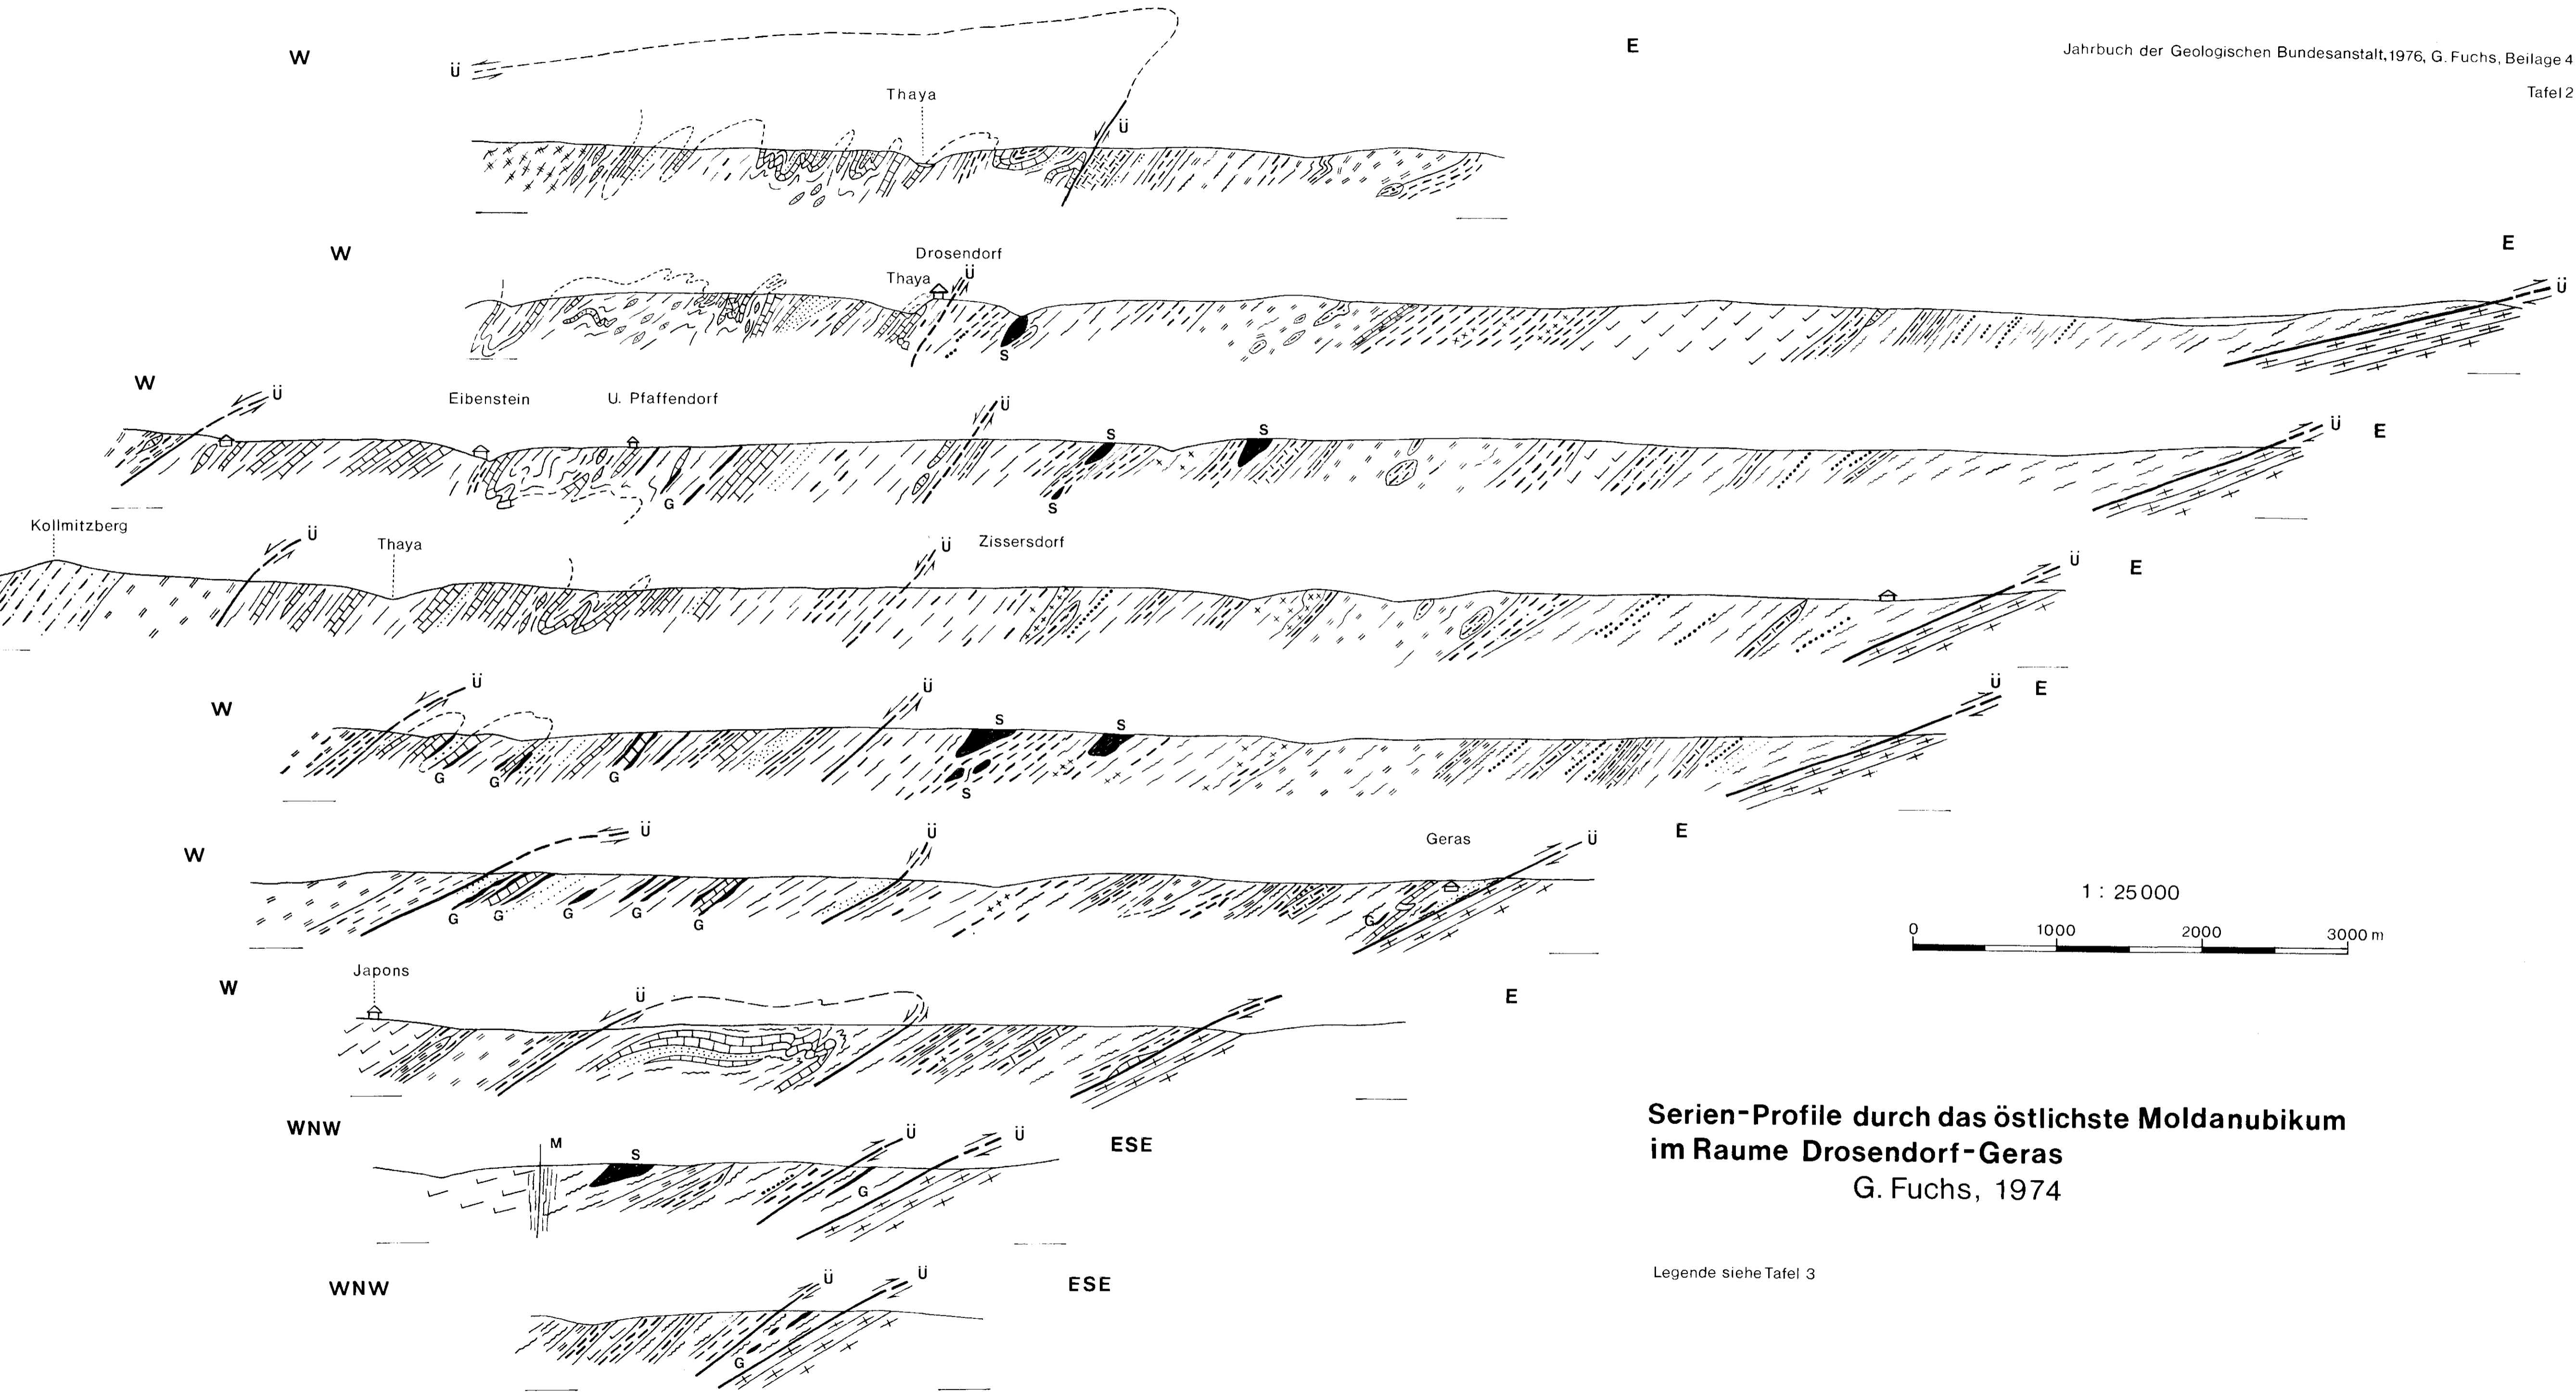 W
E
Jahrbuch der Geologischen Bundesanstalt,1976, G. Fuchs, Beilage 4
Tafel 2
Ü
Thaya
Ü
W
Drosendorf
E
Thaya
Ü
Ü
S
W
Ü
Eibenstein
U. Pfaffendorf
Ü
Ü
E
S
S
G
S
Kollmitzberg
Ü
Thaya
Ü
Zissersdorf
Ü
E
W
Ü
Ü
Ü
E
S
S
G
G
G
S
W
Ü
Ü
Geras
Ü
E
G
G
G
G
G
G
1 : 25 000
0
1000
2000
3000 m
Japons
W
Ü
E
WNW
M
S
Ü
Ü
ESE
G
Serien-Profile durch das östlichste Moldanubikum
im Raume Drosendorf-Geras
G. Fuchs, 1974
WNW
Ü
Ü
ESE
G
Legende siehe Tafel 3